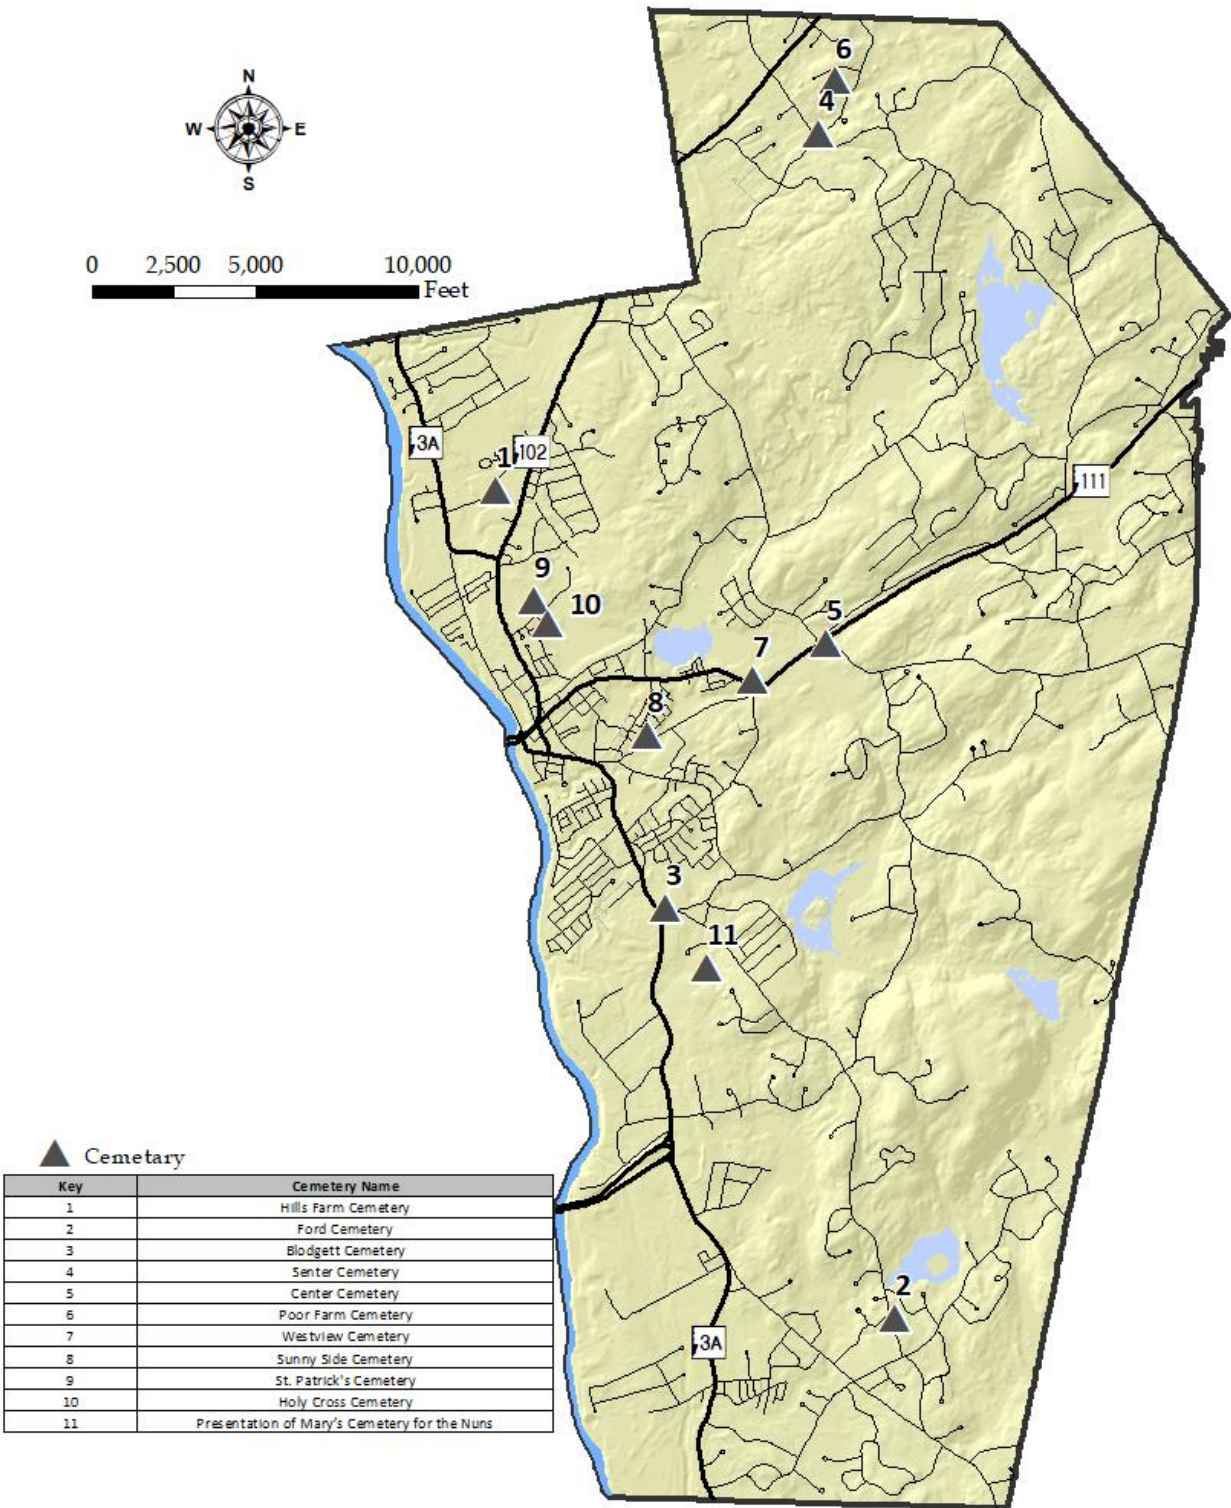 6
4
N
W E
S
0 2,500 5,000 10,000
Feet
3A
1
102
111
9
10
5
7
8
3
11
2
3A
Cemetary
Key Cemetery Name
1 Hills Farm Cemetery
2 Ford Cemetery
3 Blodgett Cemetery
4 Senter Cemetery
5 Center Cemetery
6 Poor Farm Cemetery
7 Westview Cemetery
8 Sunny Side Cemetery
9 St. Patrick's Cemetery
10 Holy Cross Cemetery
11 Presentation of Mary's Cemetery for the Nuns